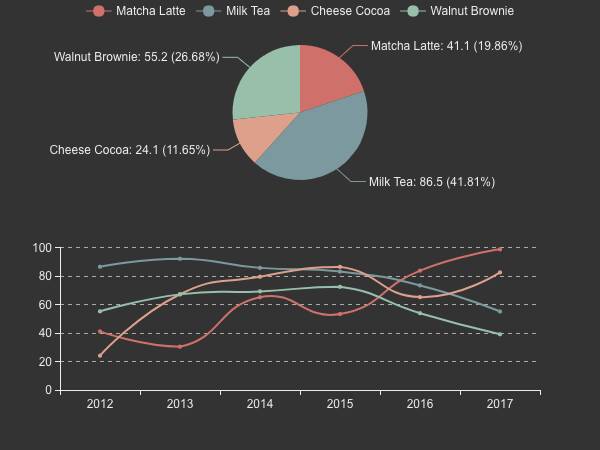 Matcha Latte Milk Tea Cheese Cocoa Walnut Brownie
Matcha Latte: 41.1 (19.86%)
Walnut Brownie: 55.2 (26.68%)
Cheese Cocoa: 24.1 (11.65%)
Milk Tea: 86.5 (41.81%)
100
80
60
40
20
0
2012 2013 2014 2015 2016 2017